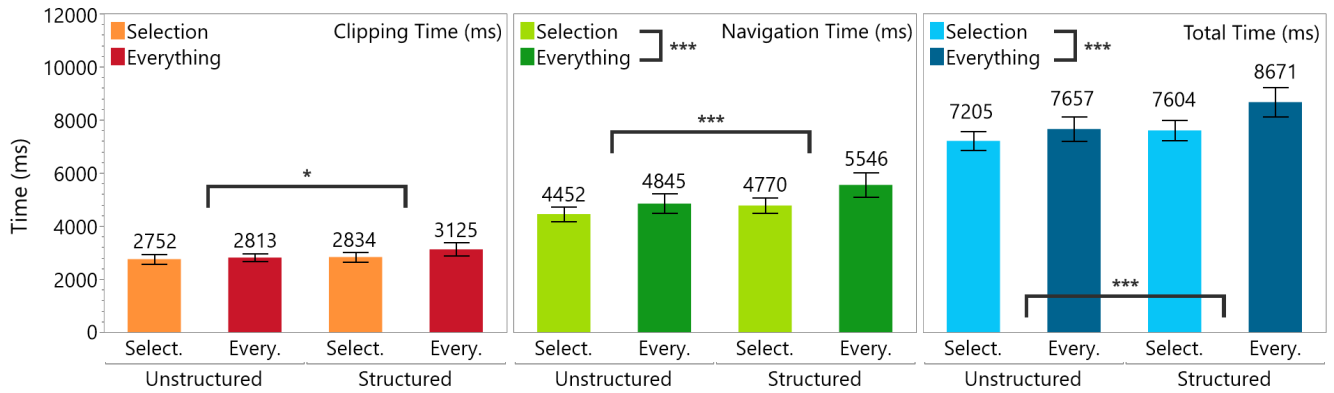 Time (ms)
12000
10000
8000
6000
4000
2000
0
Clipping Time (ms)
Selection
Everything
*
2752
2813
2834
3125
Select.
Every.
Select.
Every.
Unstructured
Structured
Navigation Time (ms)
Selection
Everything
***
***
4452
4845
4770
5546
Select.
Every.
Select.
Every.
Unstructured
Structured
Total Time (ms)
Selection
Everything
***
7205
7657
7604
8671
***
Select.
Every.
Select.
Every.
Unstructured
Structured